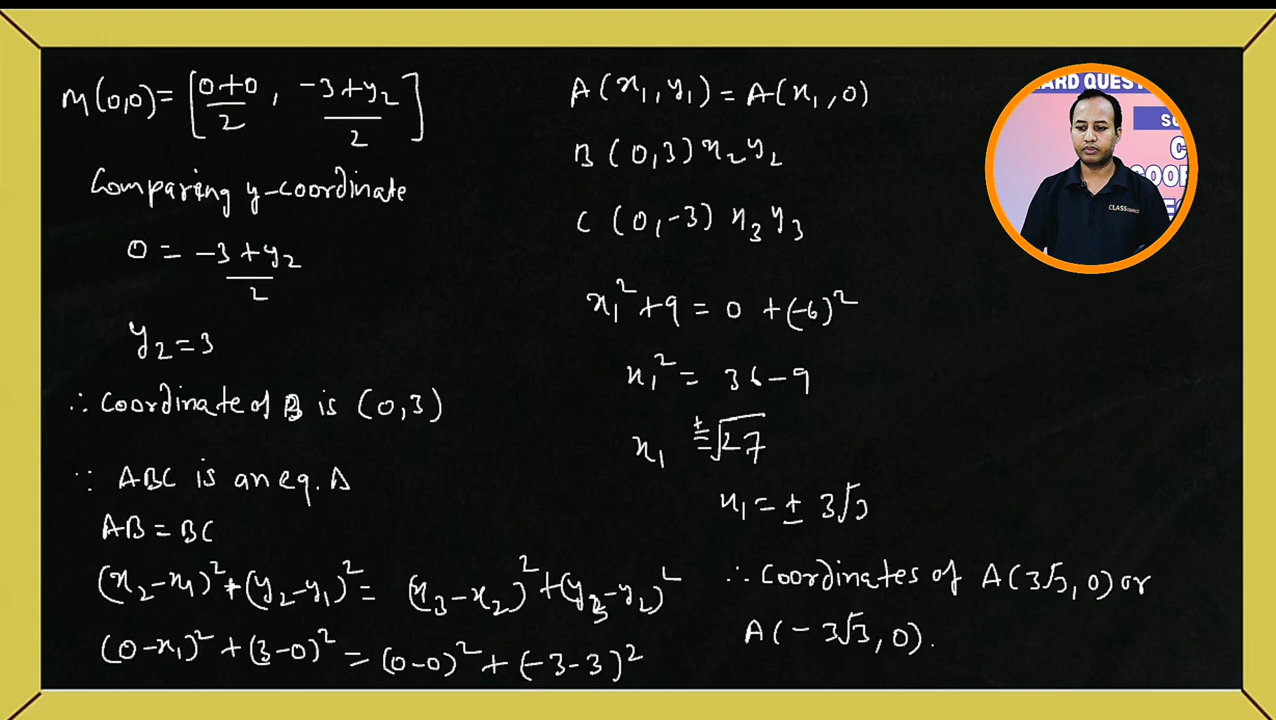 M(0,0) = [0+0/2, -3+y₂/2]
Comparing y-coordinate
0 = -3+y₂/2
y₂ = 3
∴ Coordinate of B is (0,3)
∵ ABC is an eq. Δ
AB = BC
(x₂-x₁)²+(y₂-y₁)² = (x₃-x₂)²+(y₃-y₂)²
(0-x₁)²+(3-0)² = (0-0)²+(-3-3)²
A(x₁,y₁) = A(x₁,0)
B(0,3) x₂ y₂
C(0,-3) x₃ y₃
x₁²+9 = 0+(-6)²
x₁² = 36-9
x₁ = ±√27
x₁ = ± 3√3
∴ Coordinates of A(3√3, 0) or
A(-3√3, 0).
ARD QUEST
S
C
COOR
CLASS